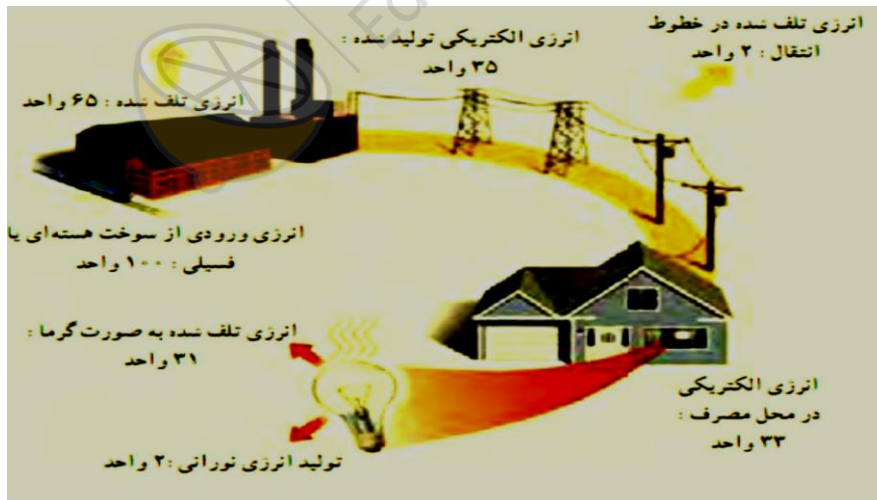 انرژی تلف شده در خطوط
انتقال : ۲ واحد
انرژی الکتریکی تولید شده :
۳۵ واحد
انرژی تلف شده : ۶۵ واحد
انرژی ورودی از سوخت هسته‌ای یا
فسیلی : ۱۰۰ واحد
انرژی تلف شده به صورت گرما :
۳۱ واحد
انرژی الکتریکی
در محل مصرف :
۳۳ واحد
تولید انرژی نورانی :۲ واحد